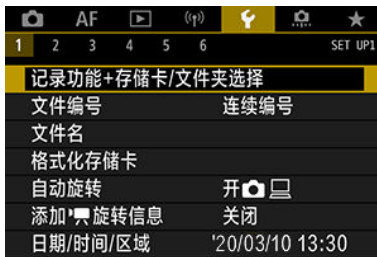 AF
1 2 3 4 5 6 SET UP1
记录功能+存储卡/文件夹选择
文件编号 连续编号
文件名
格式化存储卡
自动旋转 开
添加旋转信息 关闭
日期/时间/区域 '20/03/10 13:30